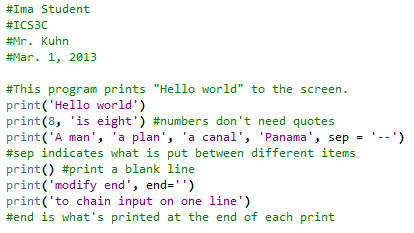 #Ima Student
#ICS3C
#Mr. Kuhn
#Mar. 1, 2013

#This program prints "Hello world" to the screen.
print('Hello world')
print(8, 'is eight') #numbers don't need quotes
print('A man', 'a plan', 'a canal', 'Panama', sep = '--')
#sep indicates what is put between different items
print() #print a blank line
print('modify end', end='')
print('to chain input on one line')
#end is what's printed at the end of each print